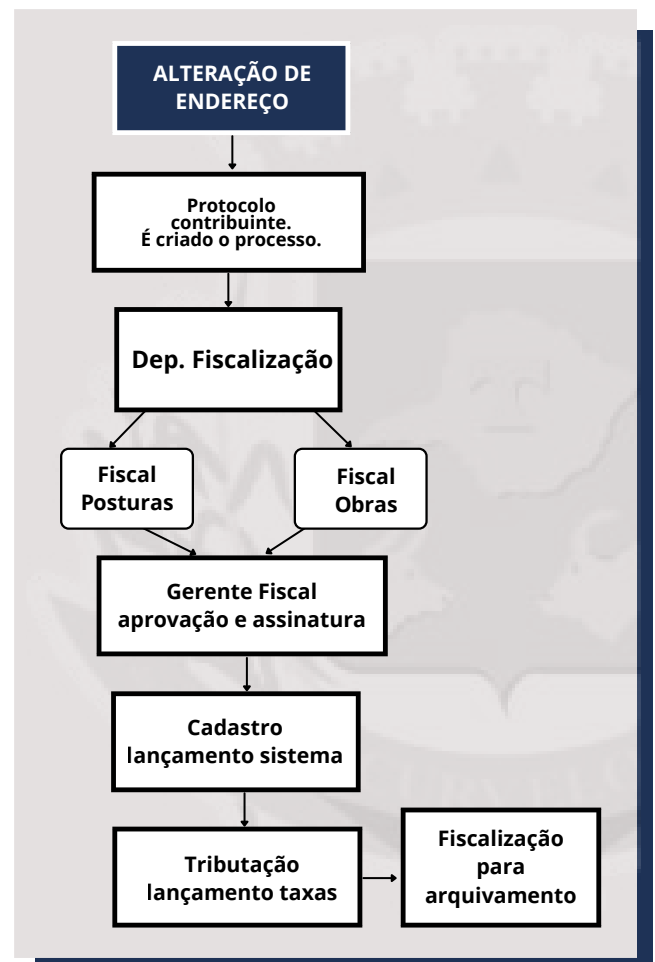 ALTERAÇÃO DE
ENDEREÇO
Protocolo
contribuinte.
É criado o processo.
Dep. Fiscalização
Fiscal
Posturas
Fiscal
Obras
Gerente Fiscal
aprovação e assinatura
Cadastro
lançamento sistema
Tributação
lançamento taxas
Fiscalização
para
arquivamento